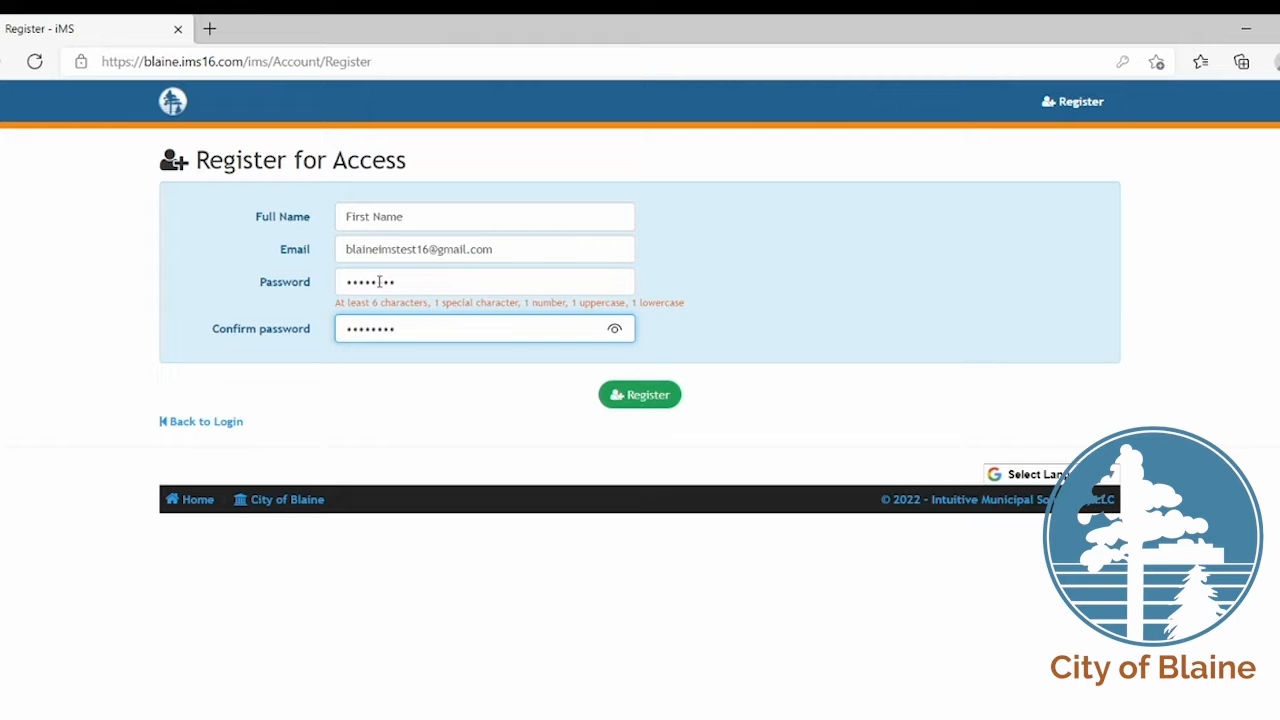 Register - iMS
https://blaine.ims16.com/ims/Account/Register
Register
Register for Access
Full Name First Name
Email blaineimstest16@gmail.com
Password ••••••••
At least 6 characters, 1 special character, 1 number, 1 uppercase, 1 lowercase
Confirm password ••••••••
Register
Back to Login
Select
Home City of Blaine © 2022 - Intuitive Municipal LLC
City of Blaine